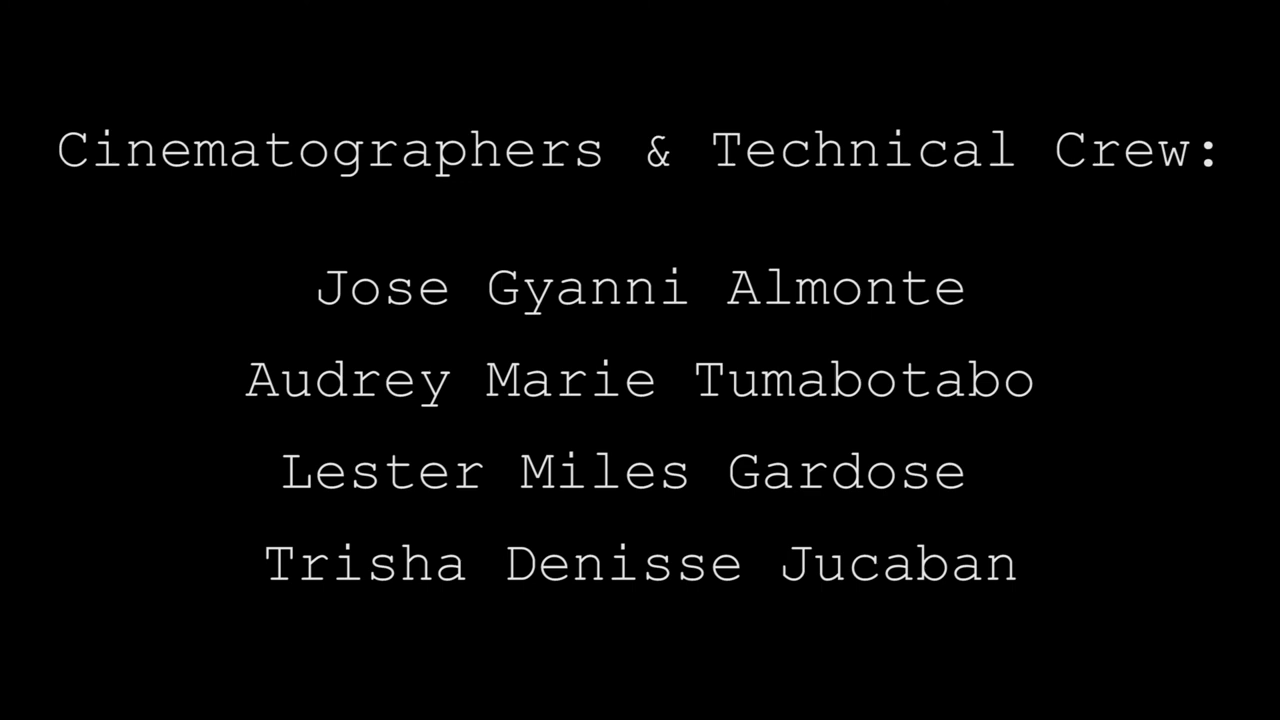 Cinematographers & Technical Crew:
Jose Gyanni Almonte
Audrey Marie Tumabotabo
Lester Miles Gardose
Trisha Denisse Jucaban